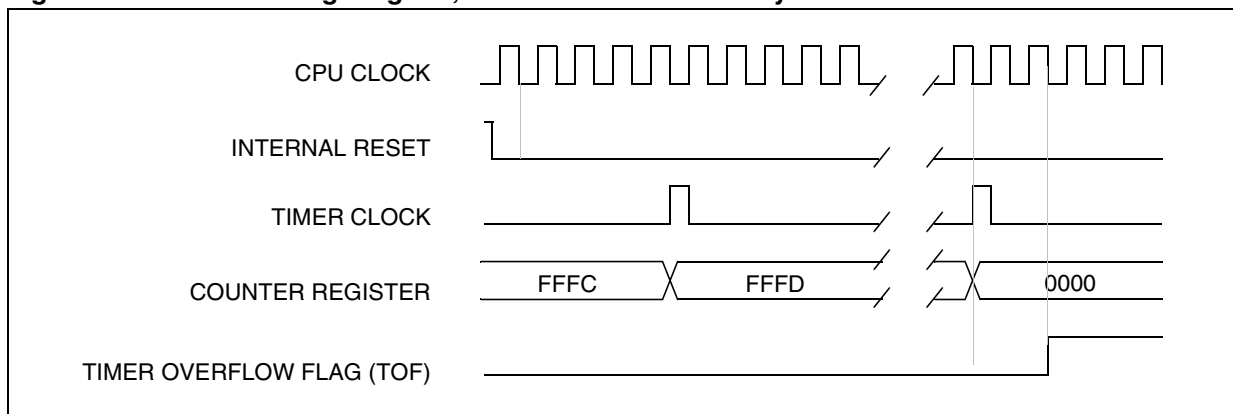 CPU CLOCK
INTERNAL RESET
TIMER CLOCK
COUNTER REGISTER FFFC FFFD 0000
TIMER OVERFLOW FLAG (TOF)